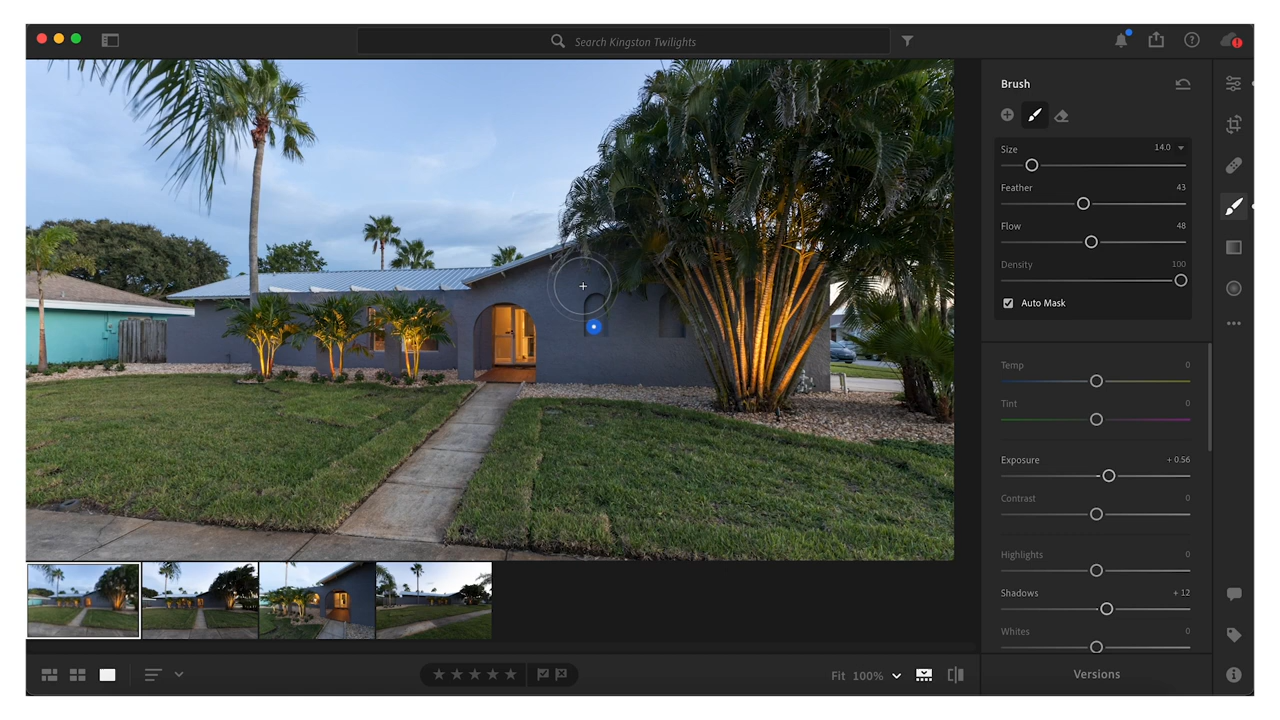 Search Kingston Twilights
Brush
Size 14.0
Feather 43
Flow 48
Density 100
Auto Mask
Temp 0
Tint 0
Exposure + 0.56
Contrast 0
Highlights 0
Shadows + 12
Whites 0
Fit 100%
Versions